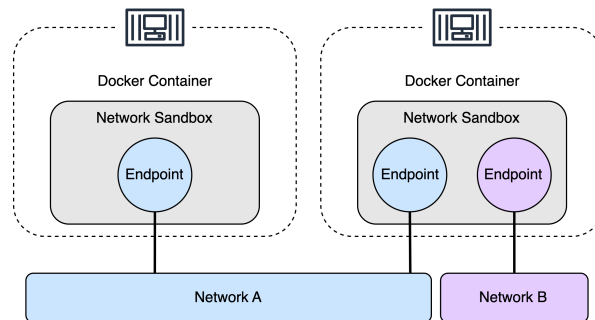 Docker Container
Network Sandbox
Endpoint
Docker Container
Network Sandbox
Endpoint
Endpoint
Network A
Network B